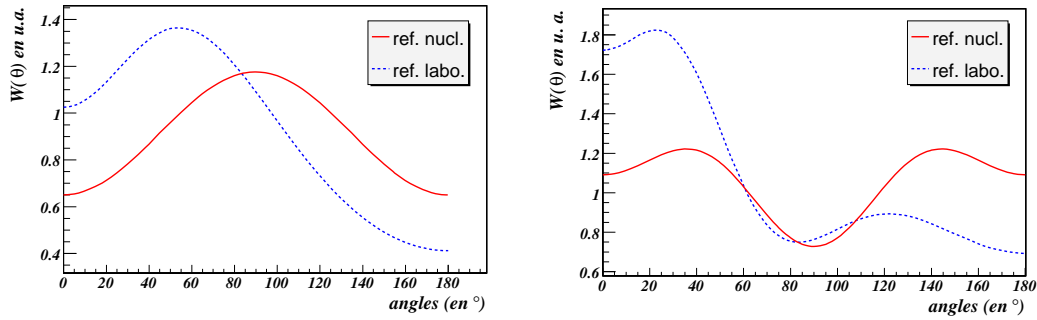 W(θ) en u.a.
1.4
1.2
1
0.8
0.6
0.4
ref. nucl.
ref. labo.
0 20 40 60 80 100 120 140 160 180
angles (en °)
W(θ) en u. a.
1.8
1.6
1.4
1.2
1
0.8
0.6
ref. nucl.
ref. labo.
0 20 40 60 80 100 120 140 160 180
angles (en °)